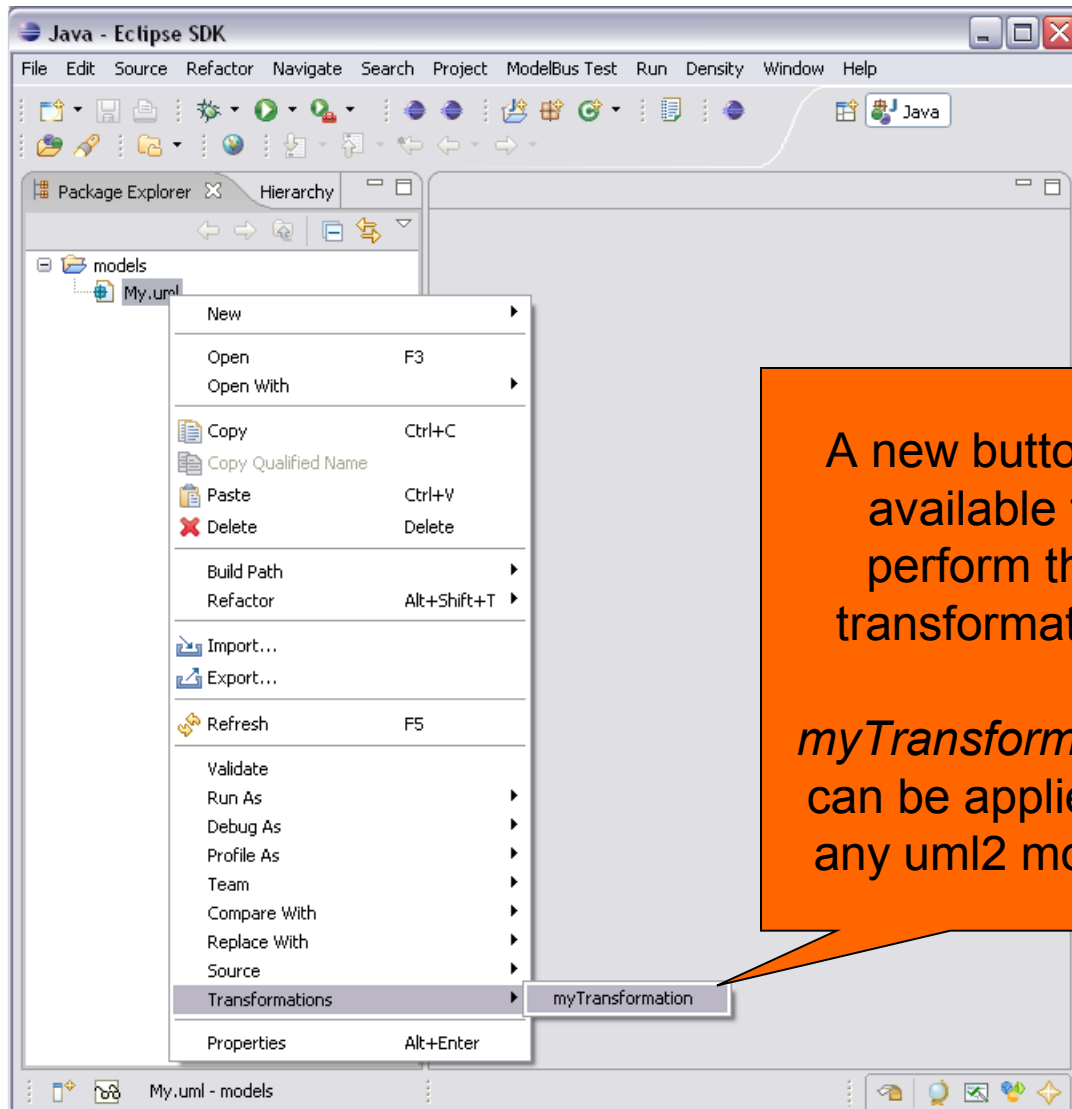 Java - Eclipse SDK
File Edit Source Refactor Navigate Search Project ModelBus Test Run Density Window Help
Java
Package Explorer Hierarchy
models
My.uml
New
Open F3
Open With
Copy Ctrl+C
Copy Qualified Name
Paste Ctrl+V
Delete Delete
Build Path
Refactor Alt+Shift+T
Import...
Export...
Refresh F5
Validate
Run As
Debug As
Profile As
Team
Compare With
Replace With
Source
Transformations
myTransformation
Properties Alt+Enter
A new butto
available
perform th
transformat
myTransform
can be applie
any uml2 mo
My.uml - models